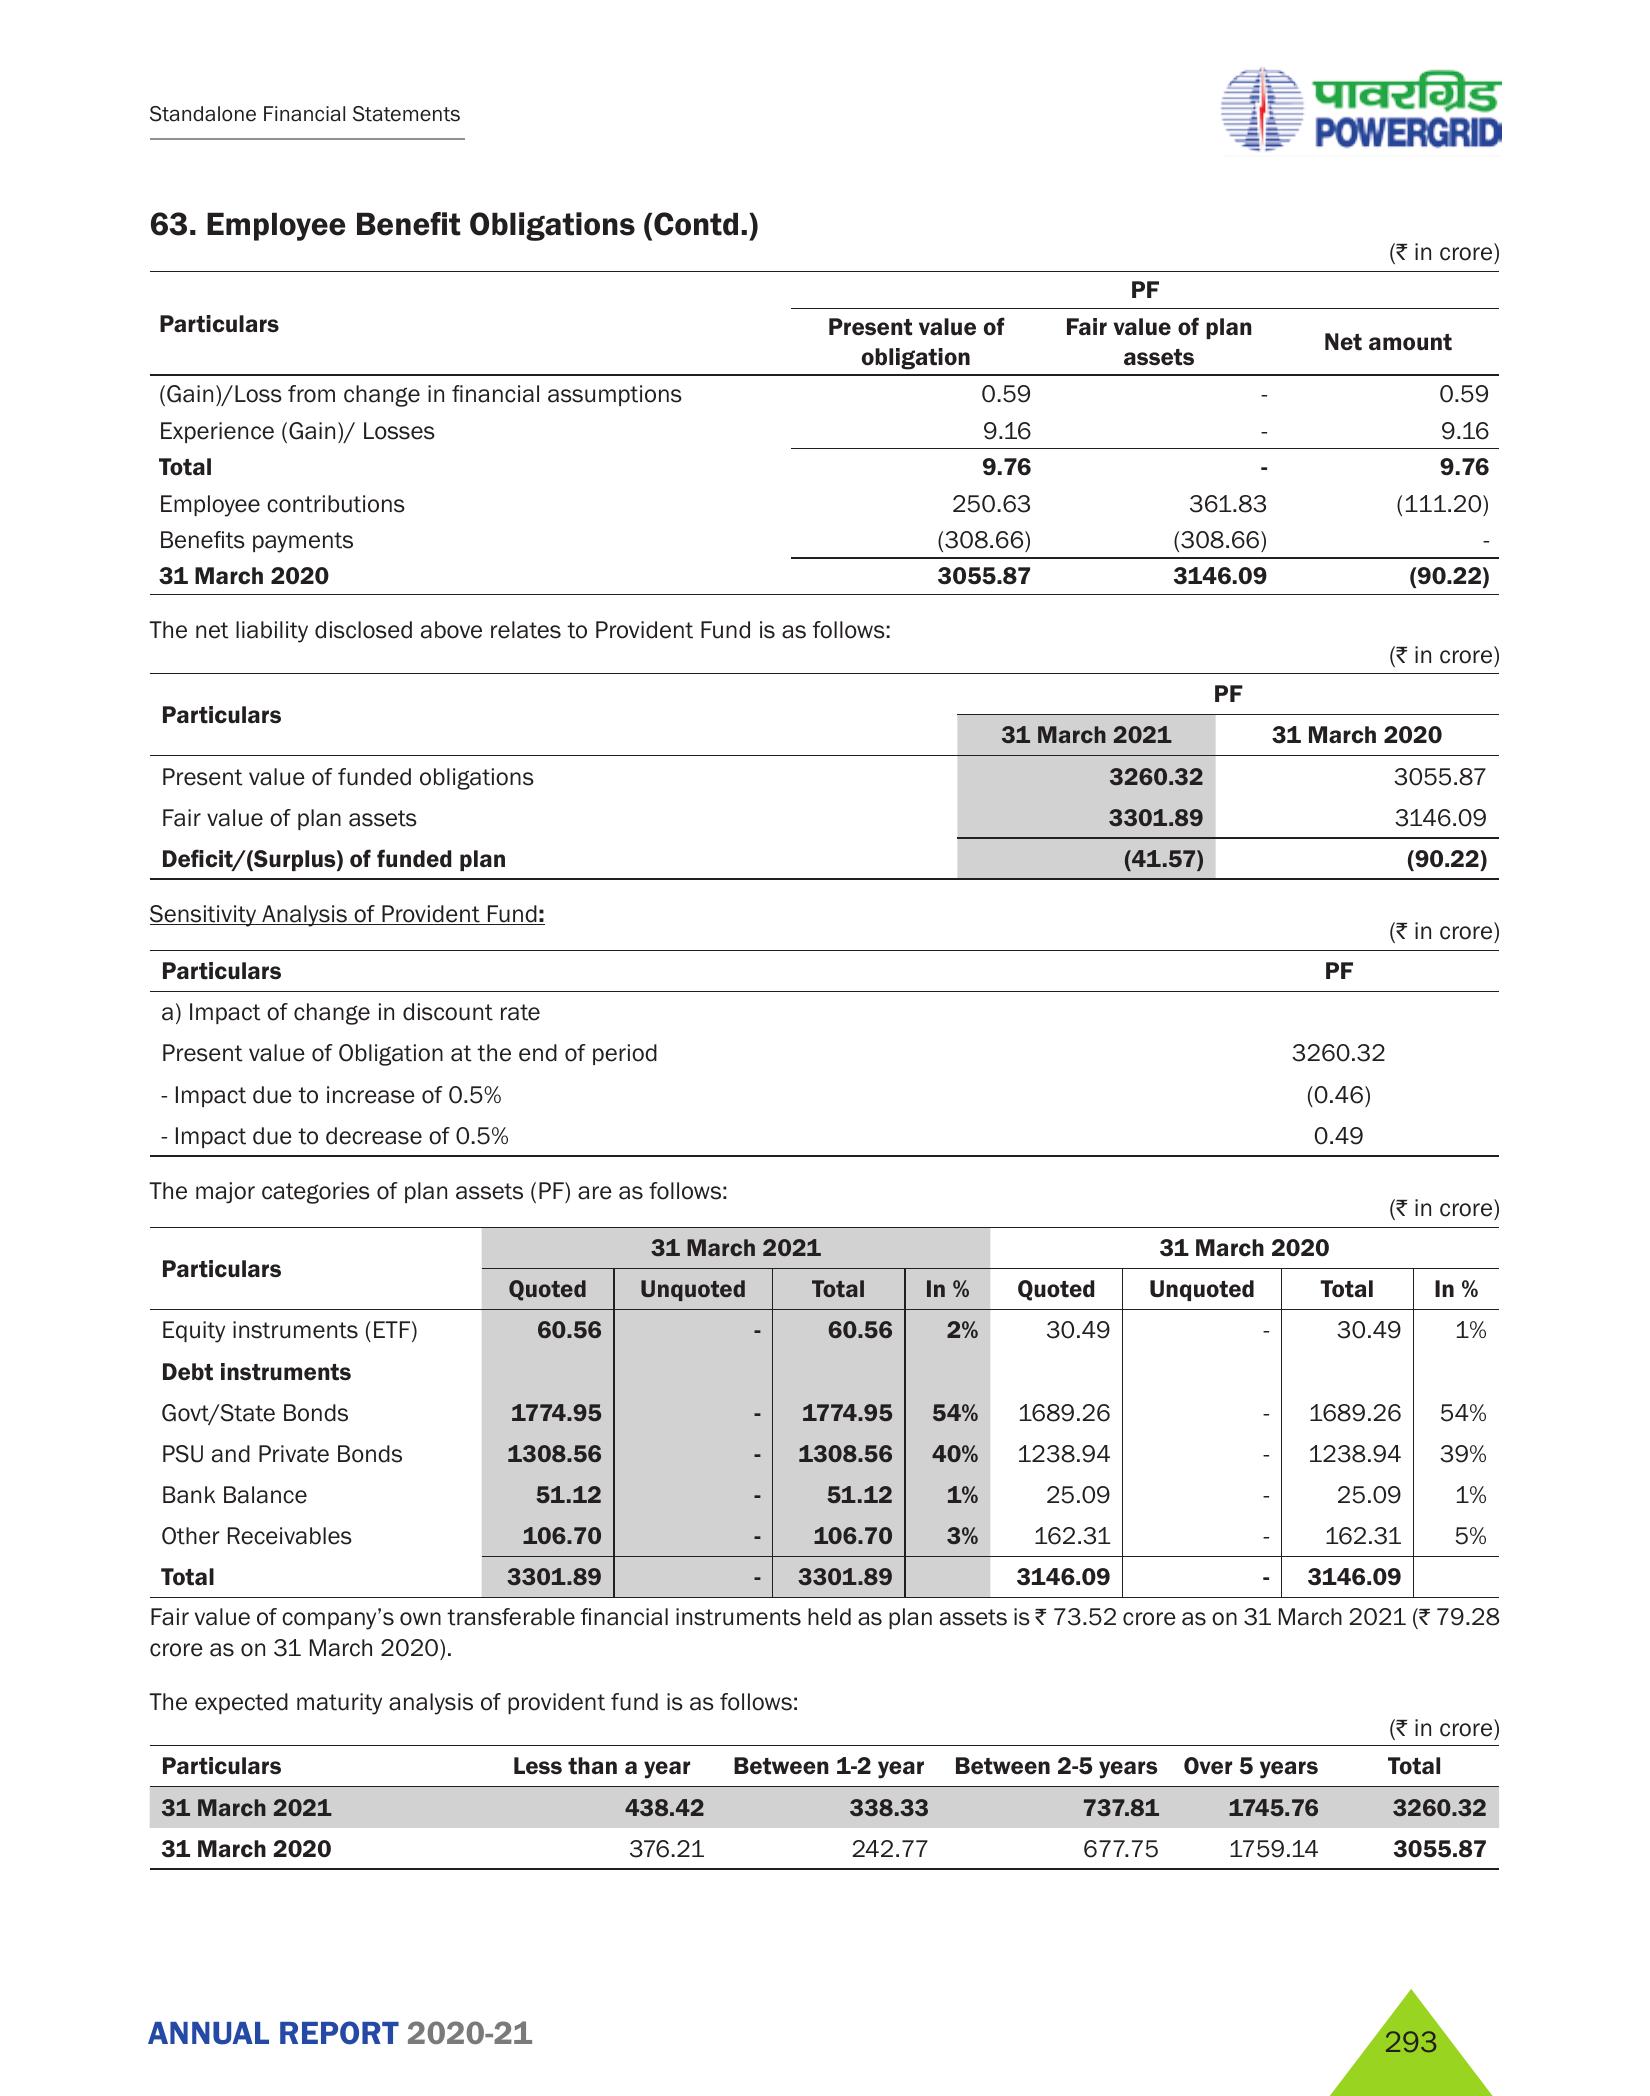 Standalone Financial Statements
पावरग्रिड
POWERGRID
63. Employee Benefit Obligations (Contd.)
(₹ in crore)
Particulars PF
Present value of obligation Fair value of plan assets Net amount
(Gain)/Loss from change in financial assumptions 0.59 - 0.59
Experience (Gain)/ Losses 9.16 - 9.16
Total 9.76 - 9.76
Employee contributions 250.63 361.83 (111.20)
Benefits payments (308.66) (308.66) -
31 March 2020 3055.87 3146.09 (90.22)
The net liability disclosed above relates to Provident Fund is as follows:
(₹ in crore)
Particulars PF
31 March 2021 31 March 2020
Present value of funded obligations 3260.32 3055.87
Fair value of plan assets 3301.89 3146.09
Deficit/(Surplus) of funded plan (41.57) (90.22)
Sensitivity Analysis of Provident Fund:
(₹ in crore)
Particulars PF
a) Impact of change in discount rate
Present value of Obligation at the end of period 3260.32
- Impact due to increase of 0.5% (0.46)
- Impact due to decrease of 0.5% 0.49
The major categories of plan assets (PF) are as follows:
(₹ in crore)
Particulars 31 March 2021 31 March 2020
Quoted Unquoted Total In % Quoted Unquoted Total In %
Equity instruments (ETF) 60.56 - 60.56 2% 30.49 - 30.49 1%
Debt instruments
Govt/State Bonds 1774.95 - 1774.95 54% 1689.26 - 1689.26 54%
PSU and Private Bonds 1308.56 - 1308.56 40% 1238.94 - 1238.94 39%
Bank Balance 51.12 - 51.12 1% 25.09 - 25.09 1%
Other Receivables 106.70 - 106.70 3% 162.31 - 162.31 5%
Total 3301.89 - 3301.89 3146.09 - 3146.09
Fair value of company’s own transferable financial instruments held as plan assets is ₹ 73.52 crore as on 31 March 2021 (₹ 79.28
crore as on 31 March 2020).
The expected maturity analysis of provident fund is as follows:
(₹ in crore)
Particulars Less than a year Between 1-2 year Between 2-5 years Over 5 years Total
31 March 2021 438.42 338.33 737.81 1745.76 3260.32
31 March 2020 376.21 242.77 677.75 1759.14 3055.87
ANNUAL REPORT 2020-21
293